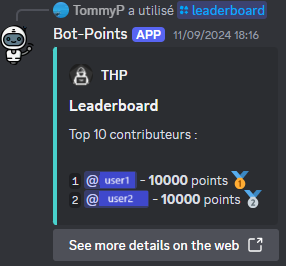 TommyP a utilisé leaderboard
Bot-Points APP 11/09/2024 18:16
THP
Leaderboard
Top 10 contributeurs :
1 @user1 - 10000 points 🥇
2 @user2 - 10000 points 🥈
See more details on the web